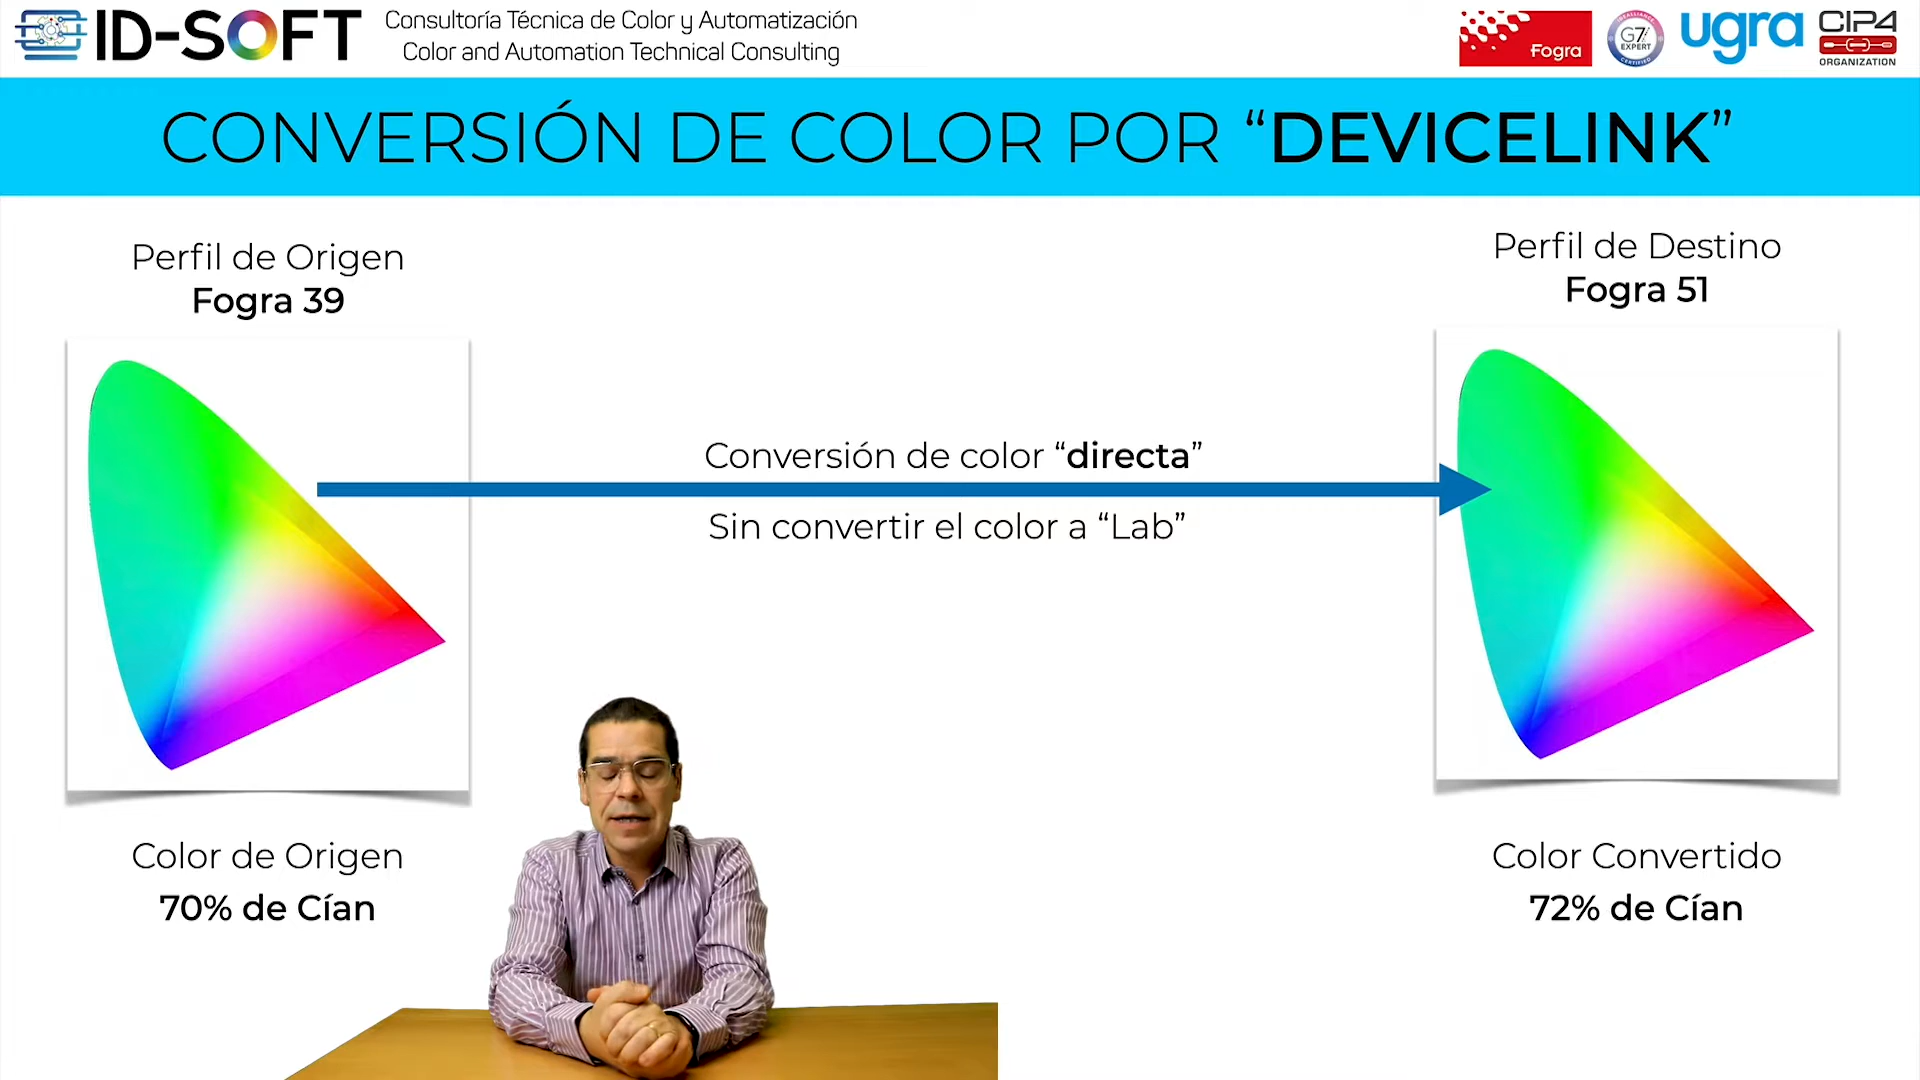 ID-SOFT
Consultoría Técnica de Color y Automatización
Color and Automation Technical Consulting
Fogra
G7
EXPERT
ugra
CIP4
ORGANIZATION
CONVERSIÓN DE COLOR POR “DEVICELINK”
Perfil de Origen
Fogra 39
Perfil de Destino
Fogra 51
Conversión de color “directa”
Sin convertir el color a “Lab”
Color de Origen
70% de Cían
Color Convertido
72% de Cían